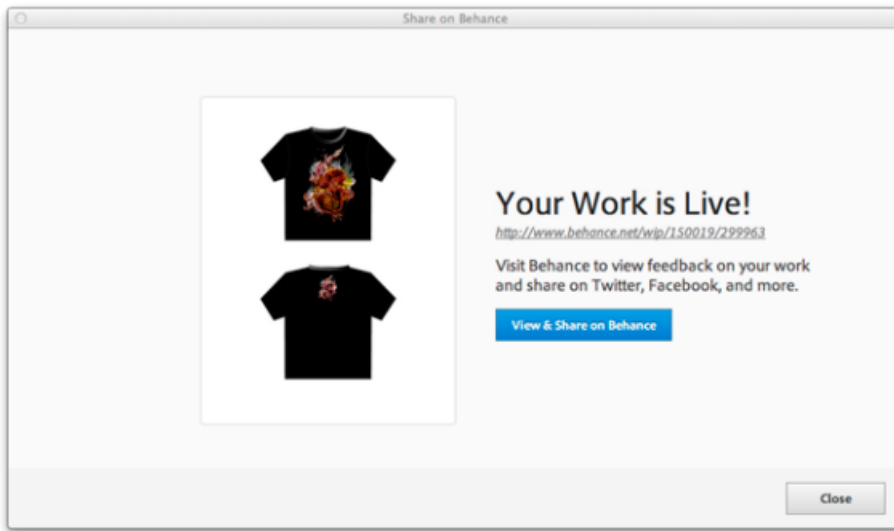 Share on Behance
Your Work is Live!
http://www.behance.net/wip/150019/299963
Visit Behance to view feedback on your work
and share on Twitter, Facebook, and more.
View & Share on Behance
Close